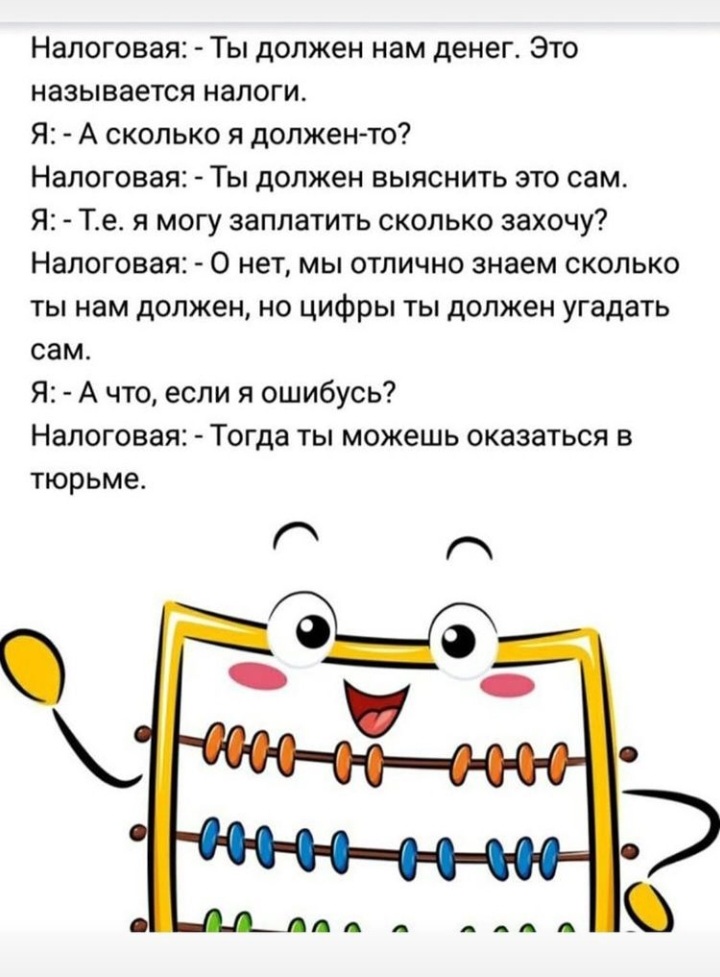 Налоговая: - Ты должен нам денег. Это
называется налоги.
Я: - А сколько я должен-то?
Налоговая: - Ты должен выяснить это сам.
Я: - Т.е. я могу заплатить сколько захочу?
Налоговая: - О нет, мы отлично знаем сколько
ты нам должен, но цифры ты должен угадать
сам.
Я: - А что, если я ошибусь?
Налоговая: - Тогда ты можешь оказаться в
тюрьме.